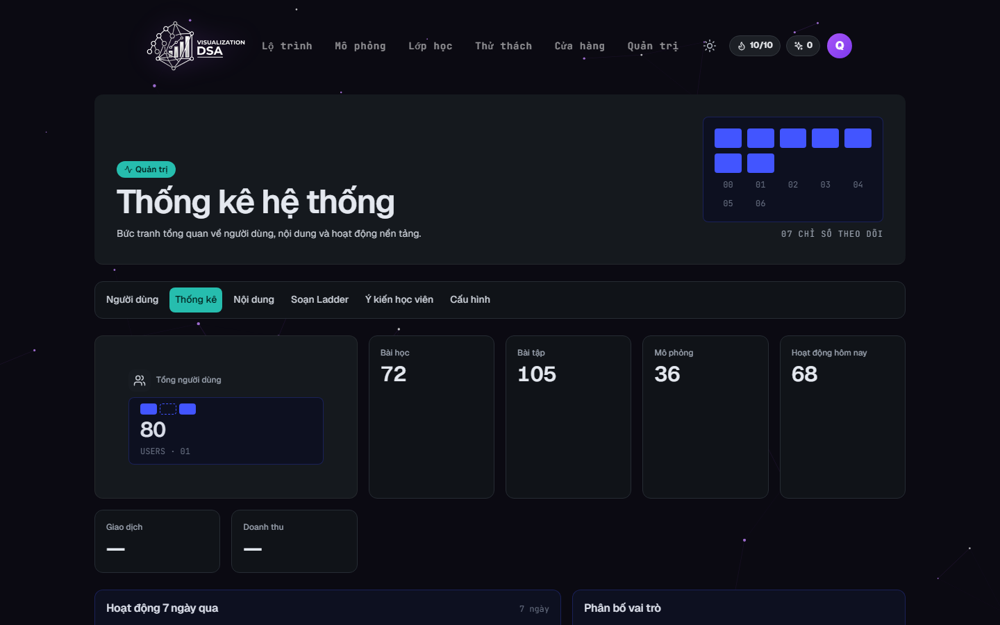 VISUALIZATION
DSA
Lộ trình
Mô phỏng
Lớp học
Thử thách
Cửa hàng
Quản trị
10/10
0
Q
Quản trị
Thống kê hệ thống
Bức tranh tổng quan về người dùng, nội dung và hoạt động nền tảng.
00 01 02 03 04
05 06
07 CHỈ SỐ THEO DÕI
Người dùng
Thống kê
Nội dung
Soạn Ladder
Ý kiến học viên
Cấu hình
Tổng người dùng
80
USERS · 01
Bài học
72
Bài tập
105
Mô phỏng
36
Hoạt động hôm nay
68
Giao dịch
—
Doanh thu
—
Hoạt động 7 ngày qua
7 ngày
Phân bố vai trò